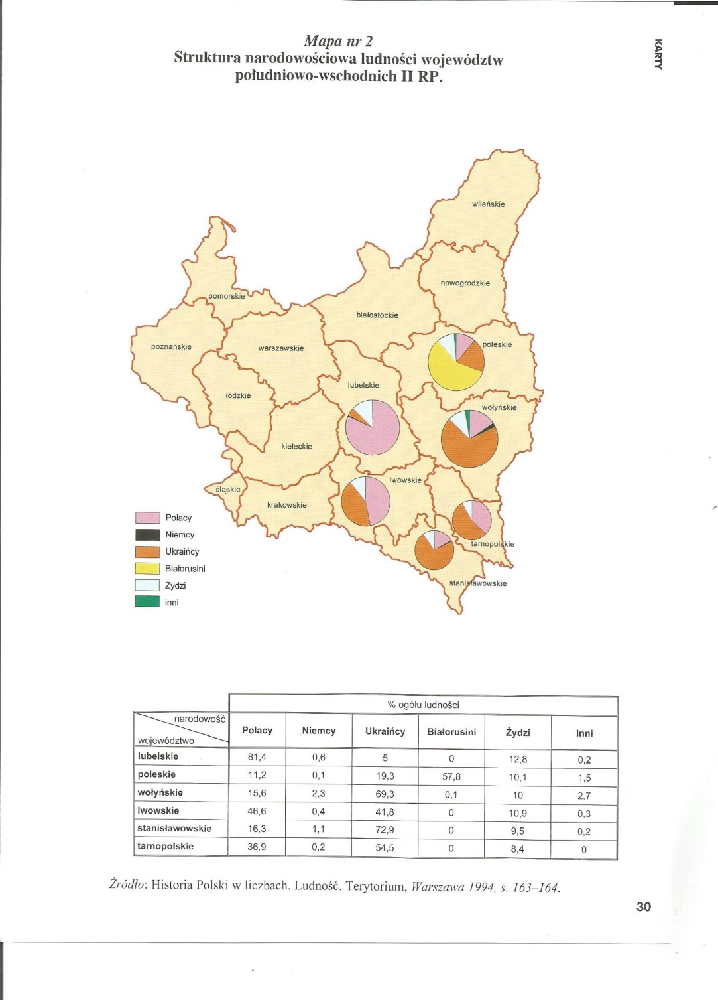 Mapa nr 2
Struktura narodowościowa ludności województw
południowo-wschodnich II RP.
KARTY
wileńskie
nowogrodzkie
pomorskie
białostockie
poznańskie
warszawskie
poleskie
lubelskie
łódzkie
wołyńskie
kieleckie
lwowskie
śląskie
krakowskie
tarnopolskie
stanisławowskie
Polacy
Niemcy
Ukraińcy
Białorusini
Żydzi
inni
% ogółu ludności
narodowość
województwo
Polacy Niemcy Ukraińcy Białorusini Żydzi Inni
lubelskie 81,4 0,6 5 0 12,8 0,2
poleskie 11,2 0,1 19,3 57,8 10,1 1,5
wołyńskie 15,6 2,3 69,3 0,1 10 2,7
lwowskie 46,6 0,4 41,8 0 10,9 0,3
stanisławowskie 16,3 1,1 72,9 0 9,5 0,2
tarnopolskie 36,9 0,2 54,5 0 8,4 0
Źródło: Historia Polski w liczbach. Ludność. Terytorium, Warszawa 1994, s. 163–164.
30